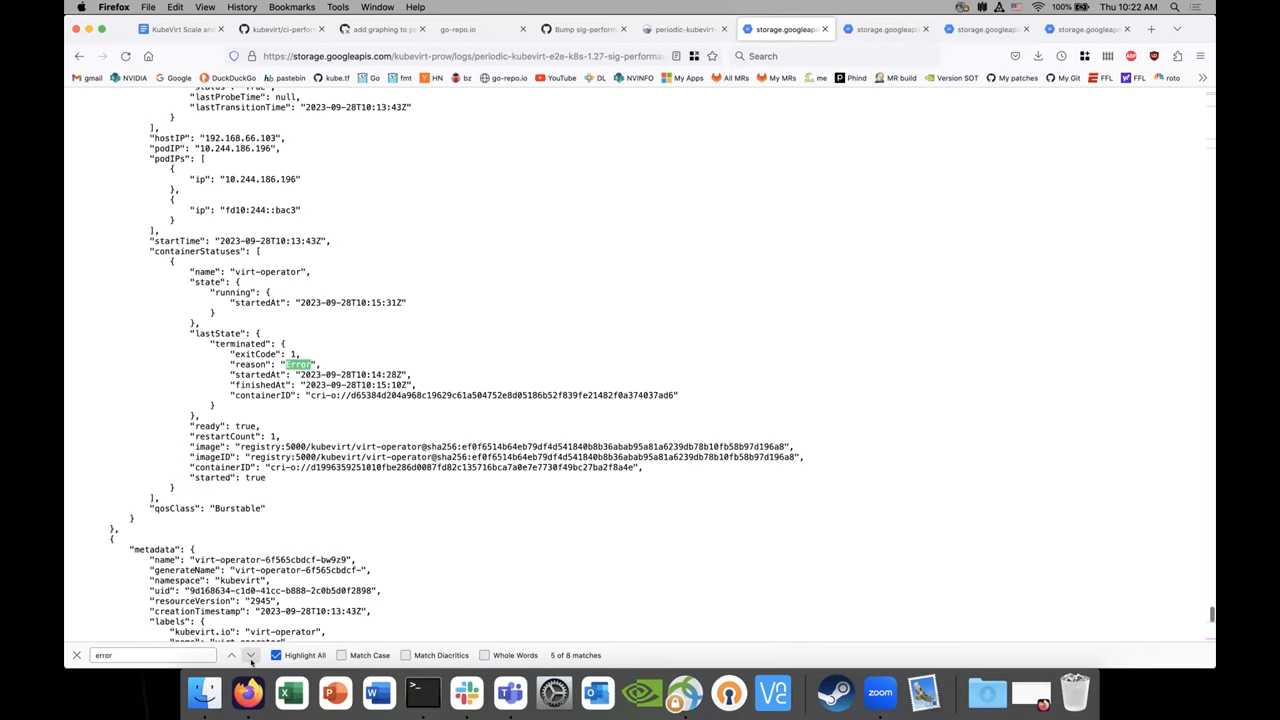 Firefox File Edit View History Bookmarks Tools Window Help 100% Thu 10:22 AM
KubeVirt Scale and kubevirt/ci-perform add graphing to pe go-repo.io Bump sig-perform periodic-kubevirt- storage.googleapi storage.googleapi storage.googleapi storage.googleapi
https://storage.googleapis.com/kubevirt-prow/logs/periodic-kubevirt-e2e-k8s-1.27-sig-performa Search
gmail NVIDIA Google DuckDuckGo pastebin kube.tf Go fmt HN bz go-repo.io YouTube DL NVINFO My Apps All MRs My MRs me Phind MR build Version SOT My patches My Git FFL FFL roto
"status": "True",
"lastProbeTime": null,
"lastTransitionTime": "2023-09-28T10:13:43Z"
}
],
"hostIP": "192.168.66.103",
"podIP": "10.244.186.196",
"podIPs": [
{
"ip": "10.244.186.196"
},
{
"ip": "fd10:244::bac3"
}
],
"startTime": "2023-09-28T10:13:43Z",
"containerStatuses": [
{
"name": "virt-operator",
"state": {
"running": {
"startedAt": "2023-09-28T10:15:31Z"
}
},
"lastState": {
"terminated": {
"exitCode": 1,
"reason": "Error",
"startedAt": "2023-09-28T10:14:28Z",
"finishedAt": "2023-09-28T10:15:10Z",
"containerID": "cri-o://d65384d204a968c19629c61a504752e8d05186b52f839fe21482f0a374037ad6"
}
},
"ready": true,
"restartCount": 1,
"image": "registry:5000/kubevirt/virt-operator@sha256:ef0f6514b64eb79df4d541840b8b36abab95a81a6239db78b10fb58b97d196a8",
"imageID": "registry:5000/kubevirt/virt-operator@sha256:ef0f6514b64eb79df4d541840b8b36abab95a81a6239db78b10fb58b97d196a8",
"containerID": "cri-o://d1996359251010fbe286d0087fd82c135716bca7a0e7e7730f49bc27ba2f8a4e",
"started": true
}
],
"qosClass": "Burstable"
}
},
{
"metadata": {
"name": "virt-operator-6f565cbdcf-bw9z9",
"generateName": "virt-operator-6f565cbdcf-",
"namespace": "kubevirt",
"uid": "9d168634-c1d0-41cc-b888-2c0b5d0f2898",
"resourceVersion": "2945",
"creationTimestamp": "2023-09-28T10:13:43Z",
"labels": {
"kubevirt.io": "virt-operator",
error Highlight All Match Case Match Diacritics Whole Words 5 of 8 matches
zoom